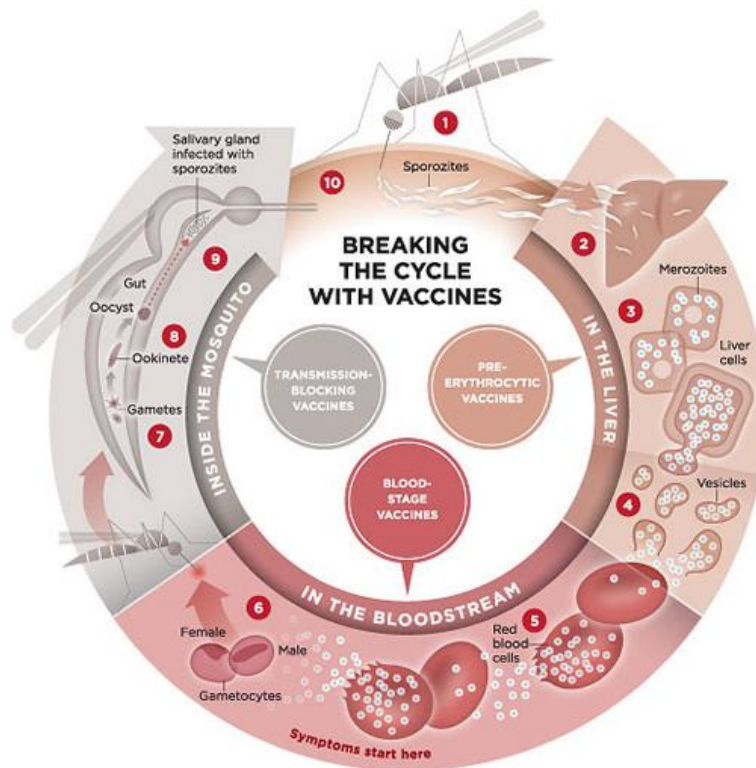 1
Salivary gland
infected with
sporozites
10
Sporozites
2
BREAKING
THE CYCLE
WITH VACCINES
Merozoites
9
3
Gut
Oocyst
Liver
cells
8
Ookinete
TRANSMISSION-
BLOCKING
VACCINES
PRE-
ERYTHROCYTIC
VACCINES
Gametes
7
INSIDE THE MOSQUITO
IN THE LIVER
BLOOD-
STAGE
VACCINES
Vesicles
4
IN THE BLOODSTREAM
6
5
Female
Male
Red
blood
cells
Gametocytes
Symptoms start here